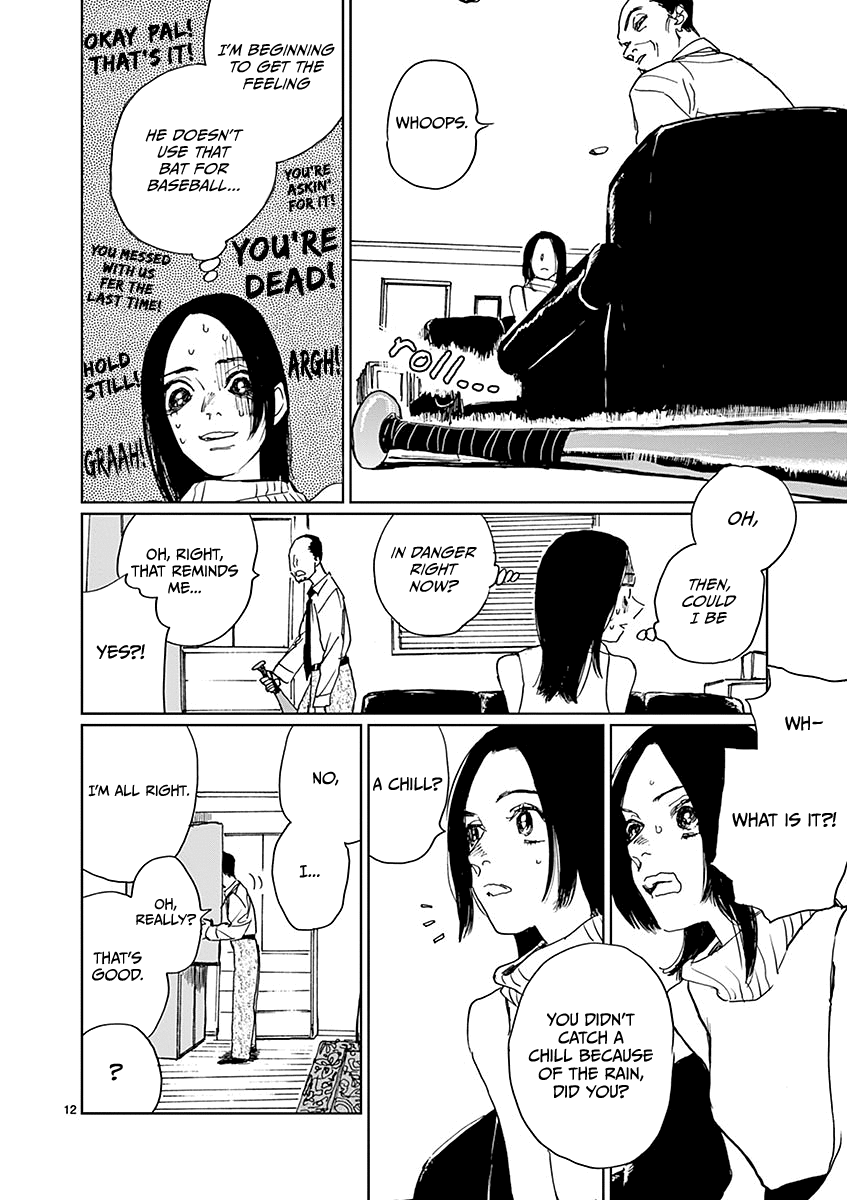 WHOOPS.
roll...
I'M BEGINNING
TO GET THE
FEELING
HE DOESN'T
USE THAT
BAT FOR
BASEBALL...
OKAY PAL!
THAT'S IT!
YOU'RE
ASKIN'
FOR IT!
YOU'RE
DEAD!
YOU MESSED
WITH US
FER THE
LAST TIME!
ARGH!
HOLD
STILL!
GRAAH!
OH,
THEN,
COULD
I BE
IN DANGER
RIGHT
NOW?
OH, RIGHT,
THAT REMINDS
ME...
YES?!
WH-
WHAT IS IT?!
YOU DIDN'T
CATCH A
CHILL BECAUSE
OF THE RAIN,
DID YOU?
A CHILL?
NO,
I...
I'M ALL RIGHT.
OH,
REALLY?
THAT'S
GOOD.
?
12